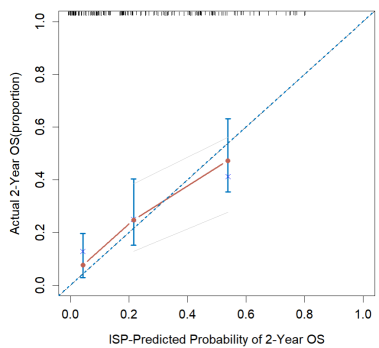 1.0
0.8
0.6
0.4
0.2
0.0
Actual 2-Year OS(proportion)
0.0 0.2 0.4 0.6 0.8 1.0
ISP-Predicted Probability of 2-Year OS